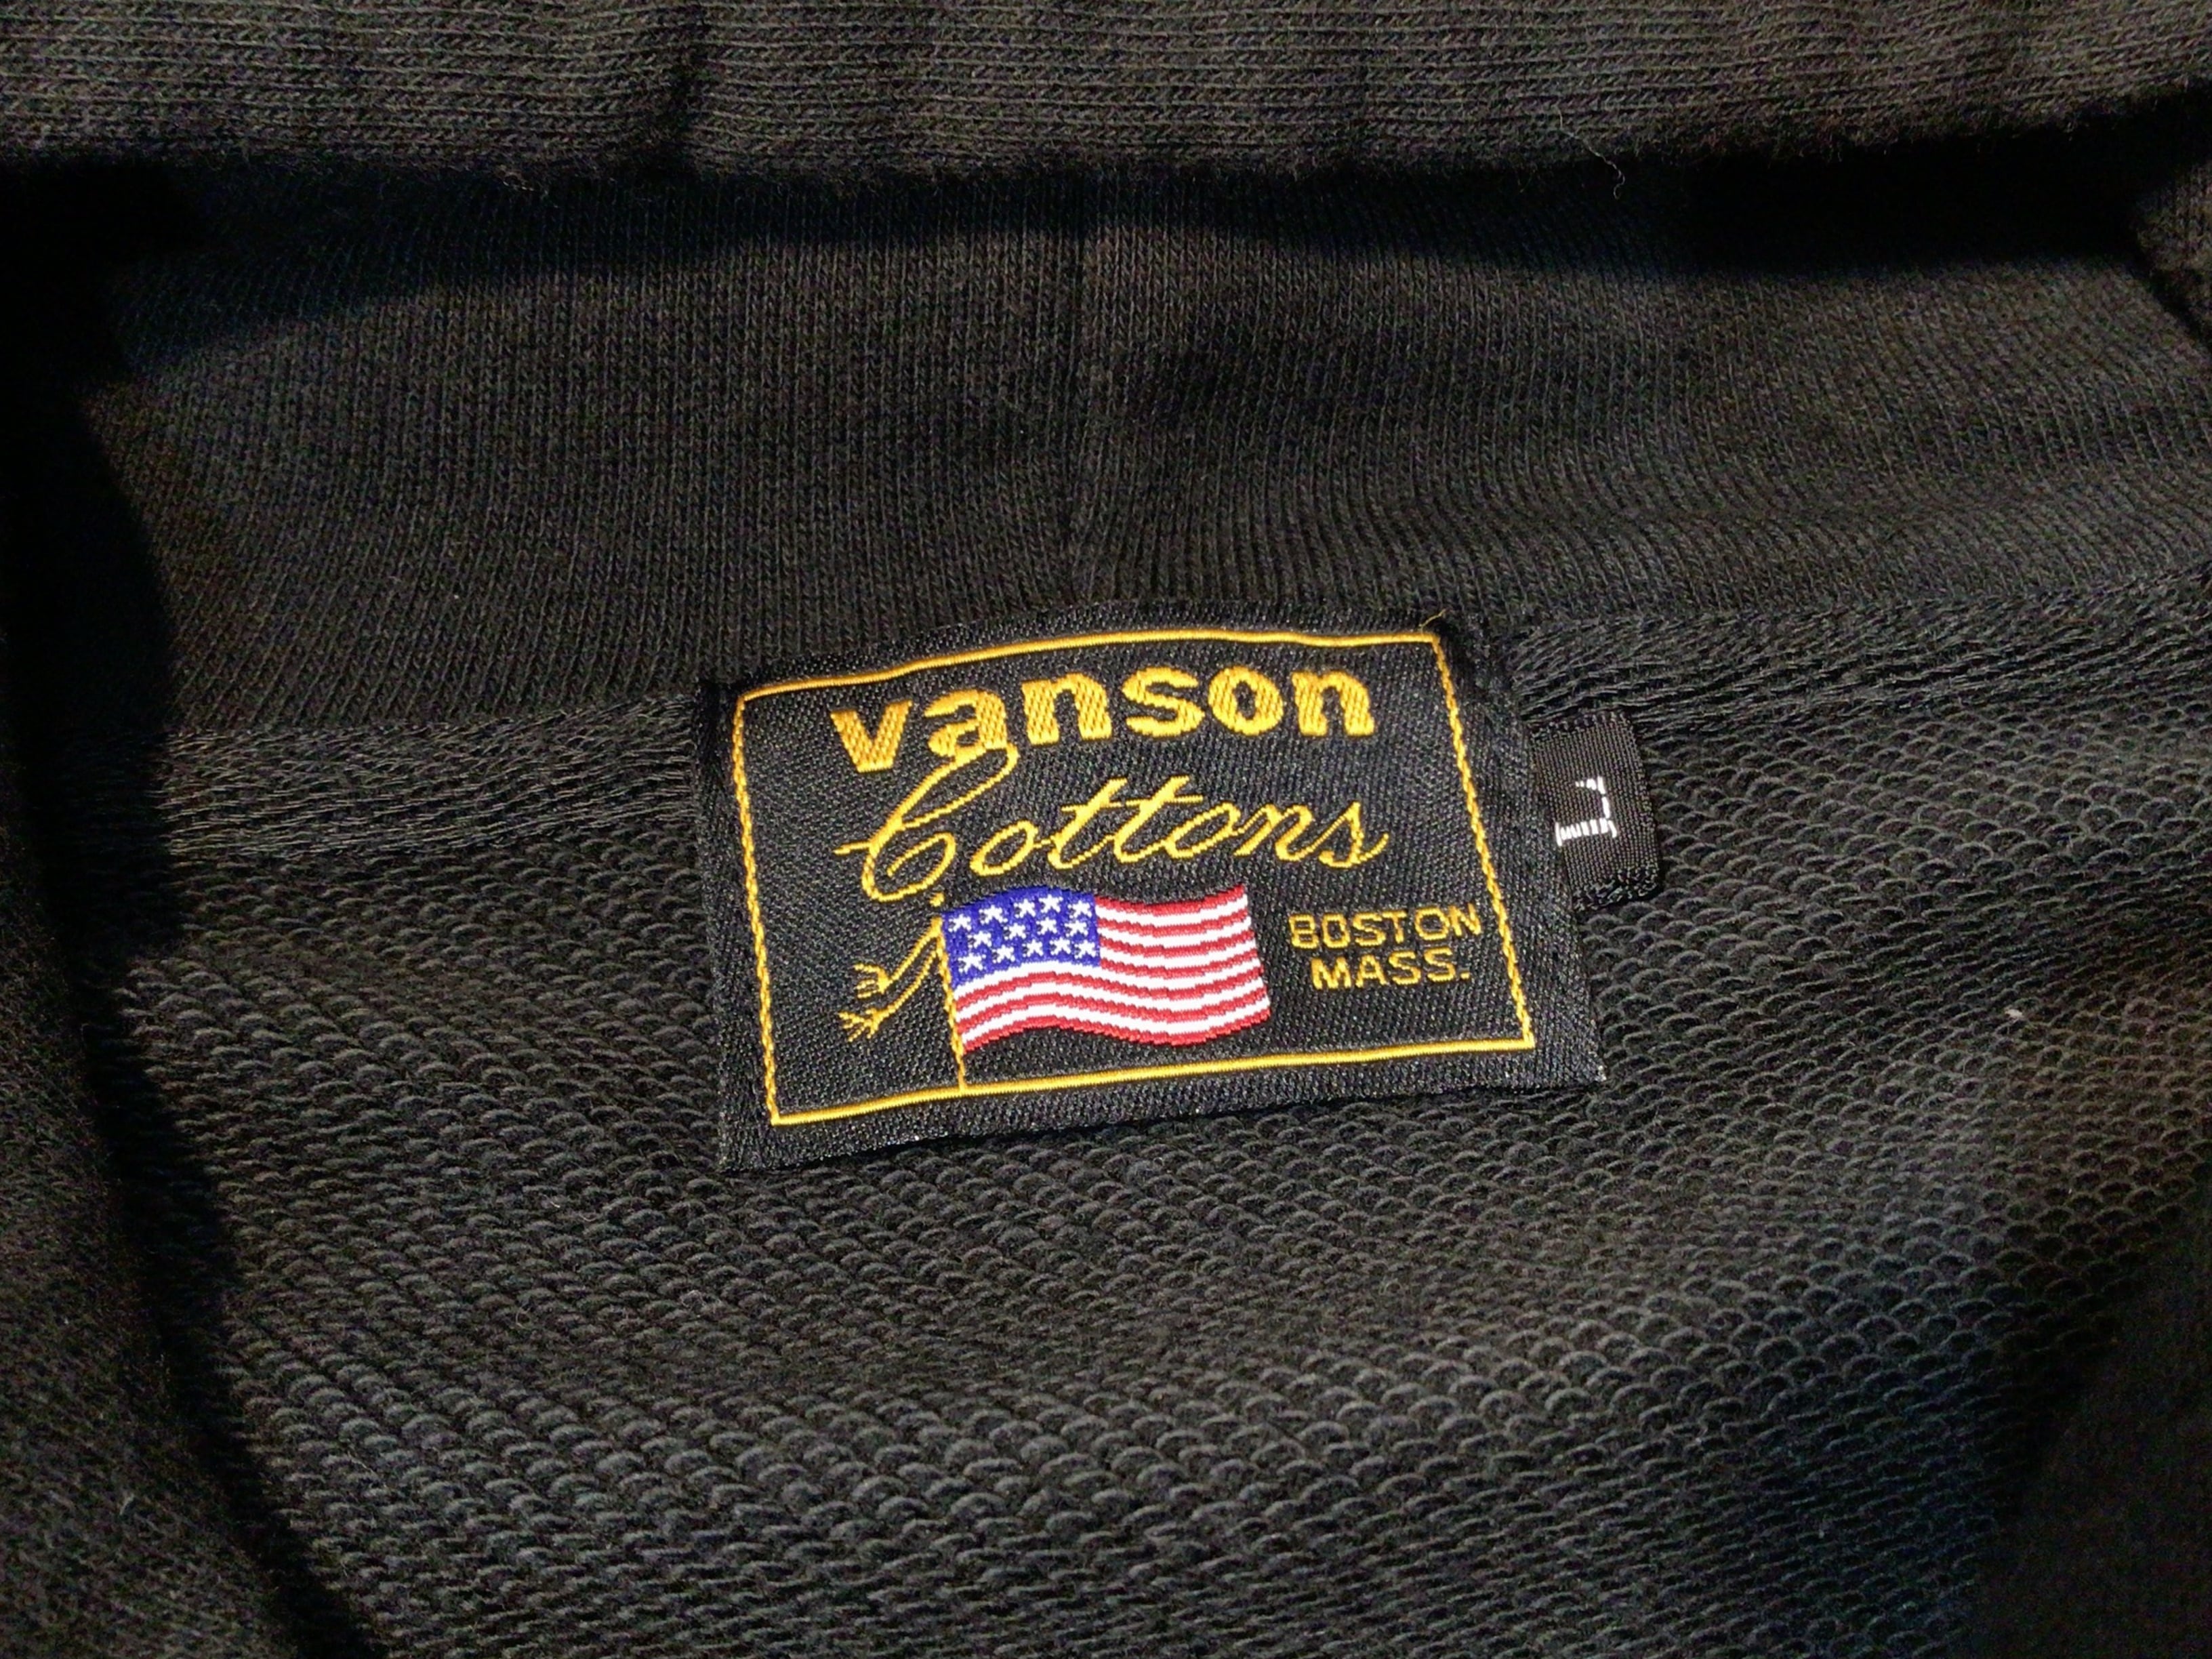 vanson
Cottons
BOSTON
MASS.
L